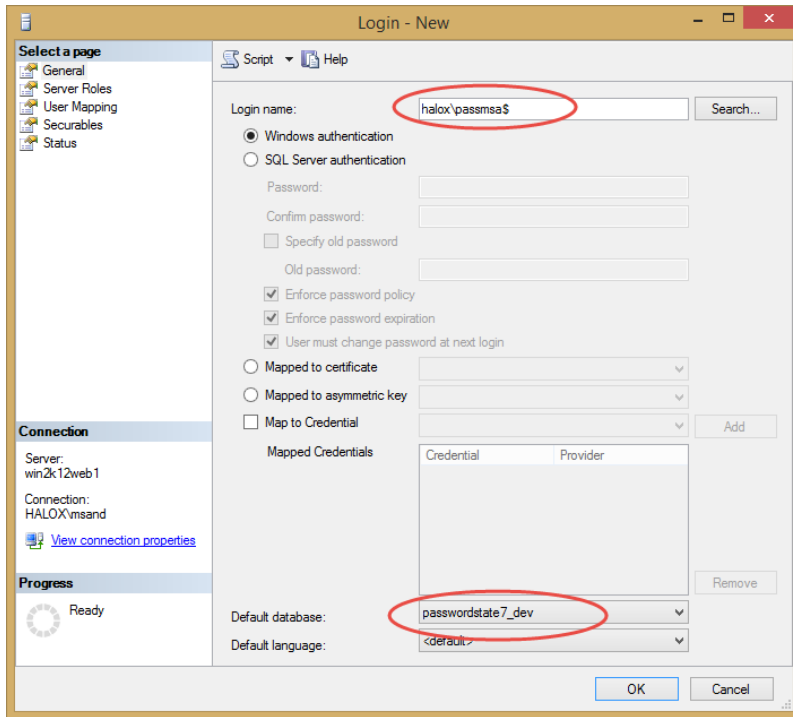 Login - New
Select a page
General
Server Roles
User Mapping
Securables
Status
Script
Help
Login name:
halox\passmsa$
Search...
Windows authentication
SQL Server authentication
Password:
Confirm password:
Specify old password
Old password:
Enforce password policy
Enforce password expiration
User must change password at next login
Mapped to certificate
Mapped to asymmetric key
Map to Credential
Add
Mapped Credentials
Credential
Provider
Remove
Default database:
passwordstate7_dev
Default language:
<default>
Connection
Server:
win2k12web1
Connection:
HALOX\msand
View connection properties
Progress
Ready
OK
Cancel